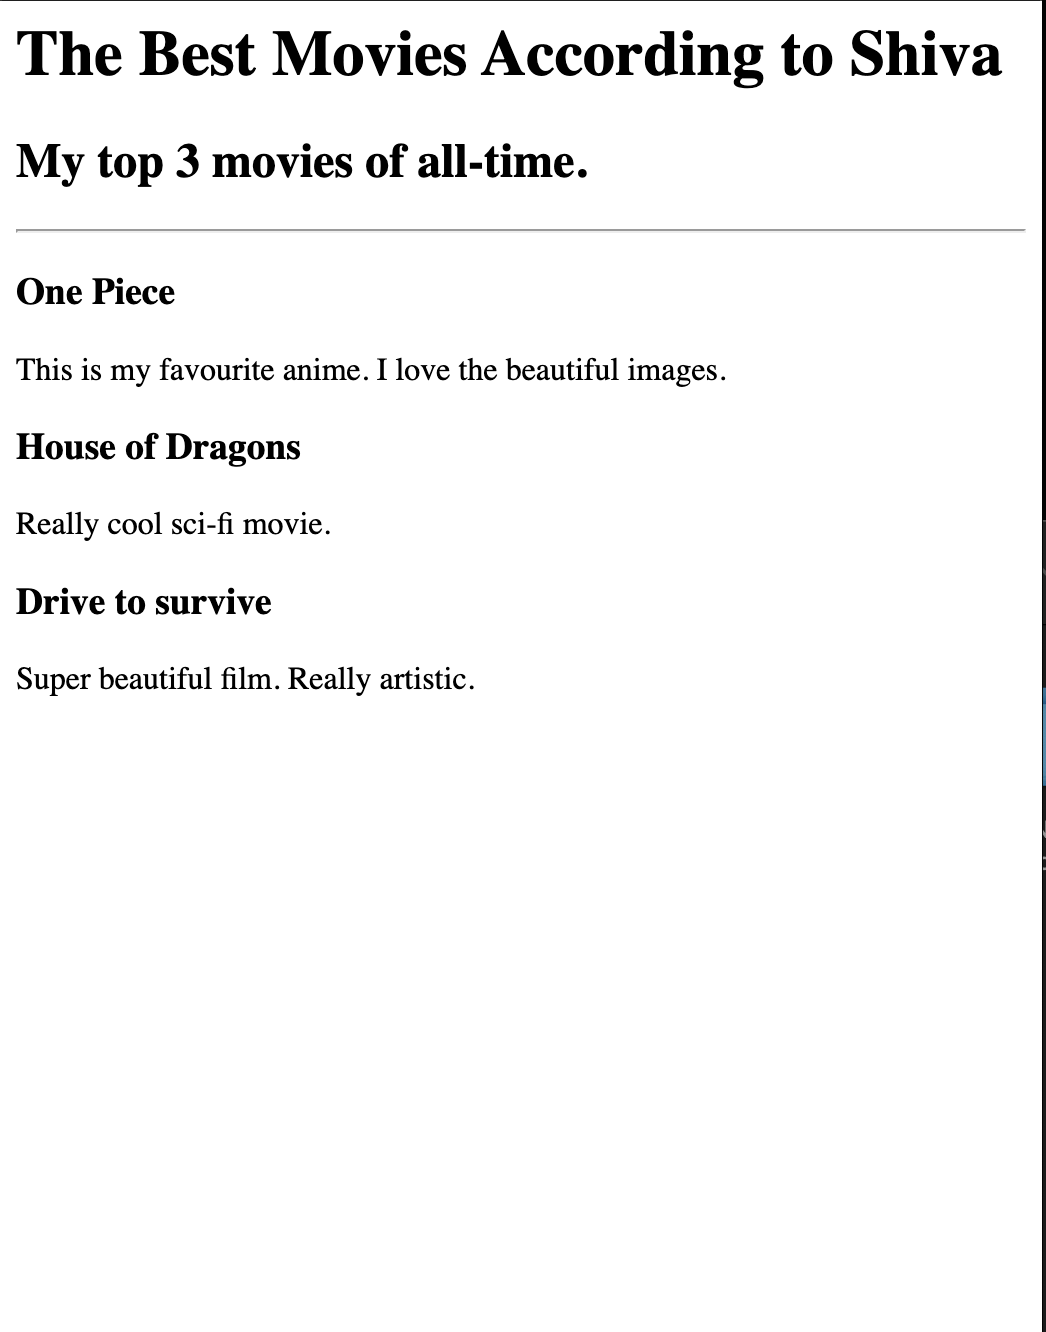 The Best Movies According to Shiva
My top 3 movies of all-time.
One Piece
This is my favourite anime. I love the beautiful images.
House of Dragons
Really cool sci-fi movie.
Drive to survive
Super beautiful film. Really artistic.